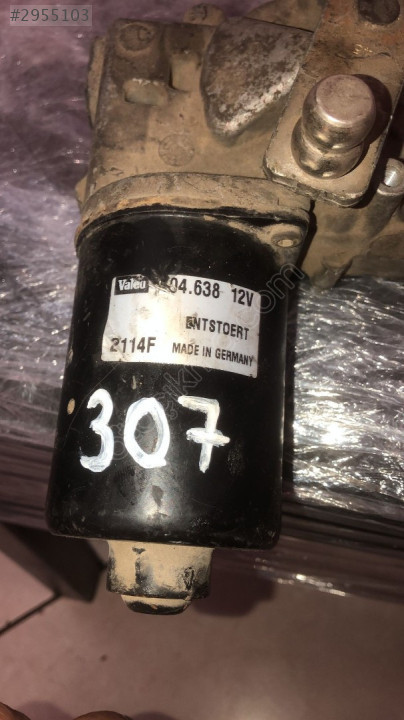 #2955103
Valeo
04.638 12V
ENTSTOERT
2114F MADE IN GERMANY
307